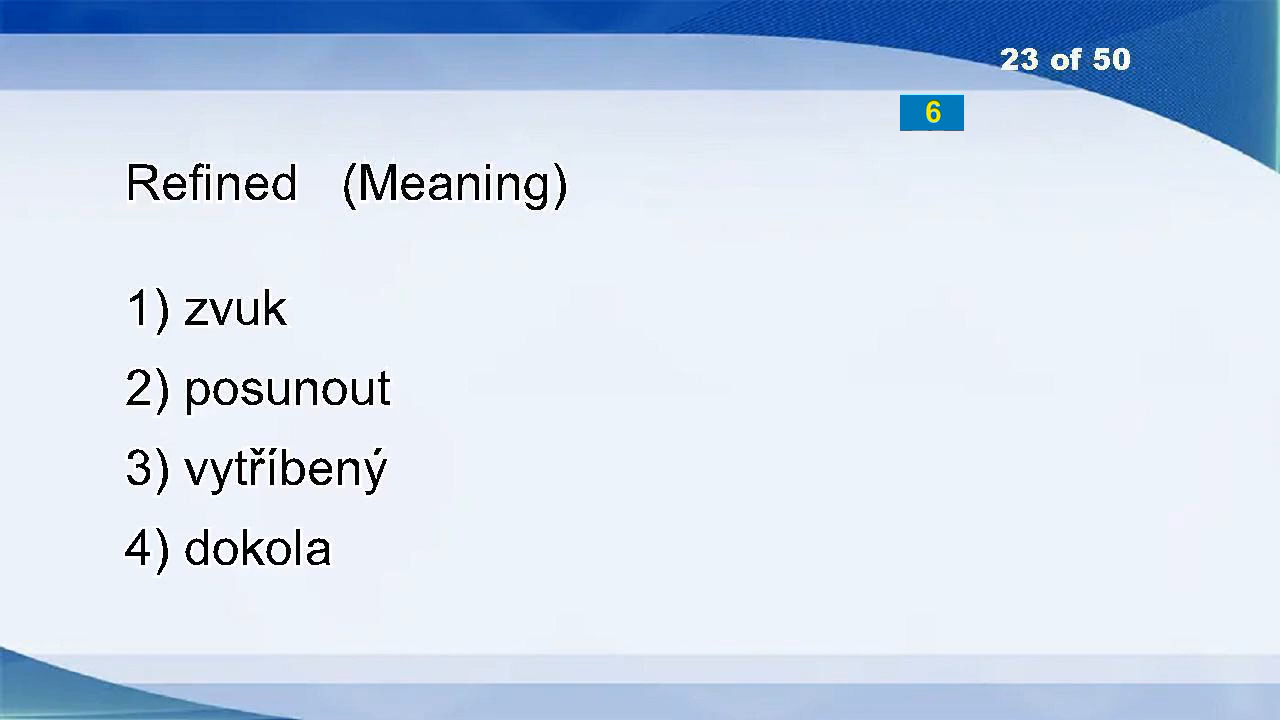 23 of 50
6
Refined (Meaning)
1) zvuk
2) posunout
3) vytříbený
4) dokola